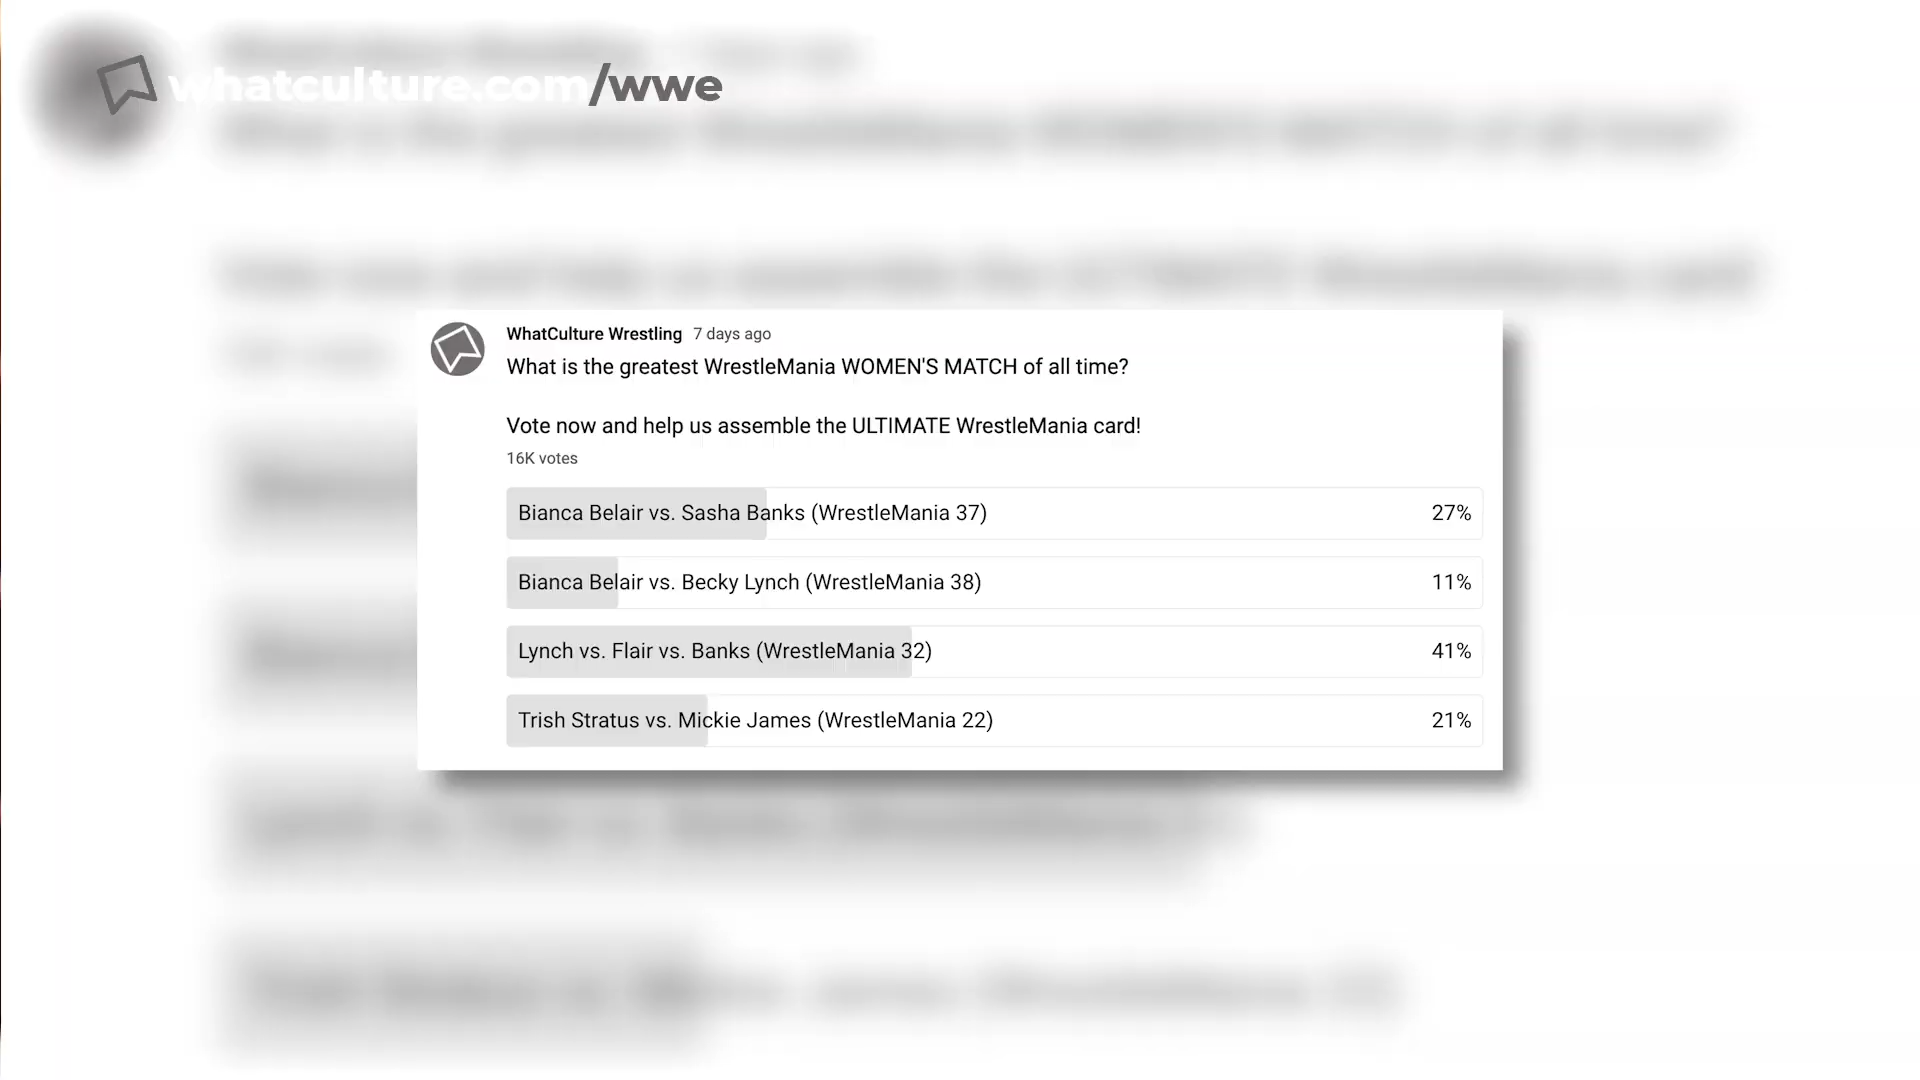 whatculture.com/wwe
WhatCulture Wrestling 7 days ago
What is the greatest WrestleMania WOMEN'S MATCH of all time?
Vote now and help us assemble the ULTIMATE WrestleMania card!
16K votes
Bianca Belair vs. Sasha Banks (WrestleMania 37) 27%
Bianca Belair vs. Becky Lynch (WrestleMania 38) 11%
Lynch vs. Flair vs. Banks (WrestleMania 32) 41%
Trish Stratus vs. Mickie James (WrestleMania 22) 21%